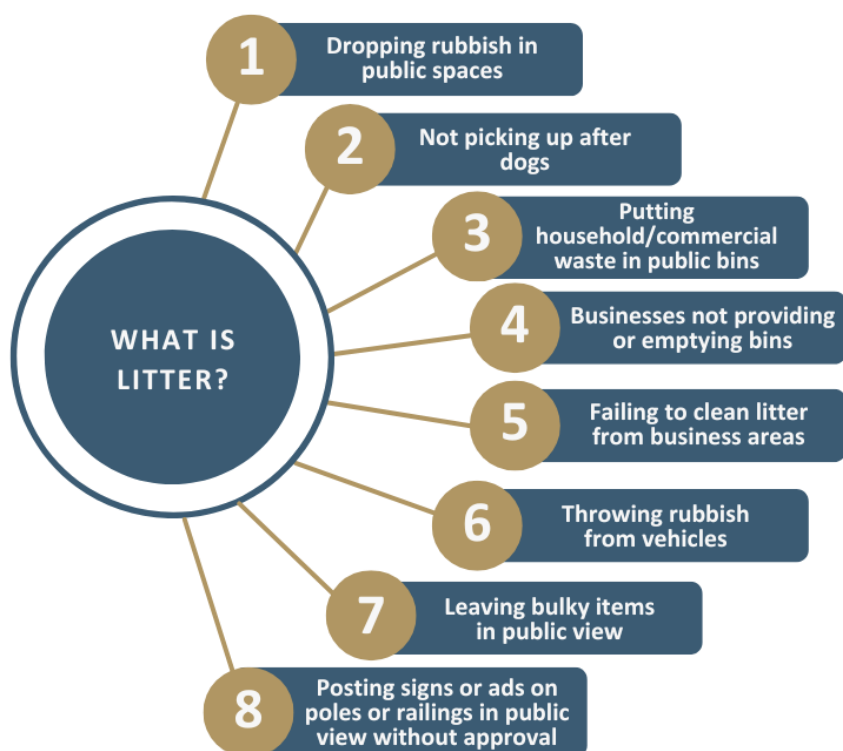 WHAT IS
LITTER?
1
Dropping rubbish in
public spaces
2
Not picking up after
dogs
3
Putting
household/commercial
waste in public bins
4
Businesses not providing
or emptying bins
5
Failing to clean litter
from business areas
6
Throwing rubbish
from vehicles
7
Leaving bulky items
in public view
8
Posting signs or ads on
poles or railings in public
view without approval